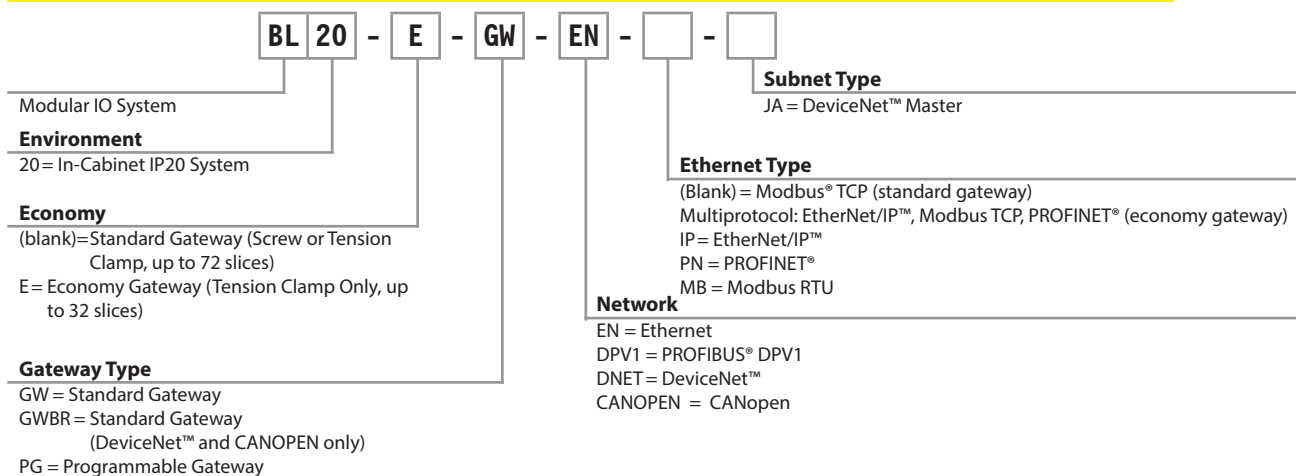 BL 20 - E - GW - EN - -
Modular IO System
Environment
20 = In-Cabinet IP20 System
Economy
(blank)=Standard Gateway (Screw or Tension
Clamp, up to 72 slices)
E = Economy Gateway (Tension Clamp Only, up
to 32 slices)
Gateway Type
GW = Standard Gateway
GWBR = Standard Gateway
(DeviceNet™ and CANOPEN only)
PG = Programmable Gateway
Subnet Type
JA = DeviceNet™ Master
Ethernet Type
(Blank) = Modbus® TCP (standard gateway)
Multiprotocol: EtherNet/IP™, Modbus TCP, PROFINET® (economy gateway)
IP = EtherNet/IP™
PN = PROFINET®
MB = Modbus RTU
Network
EN = Ethernet
DPV1 = PROFIBUS® DPV1
DNET = DeviceNet™
CANOPEN = CANopen